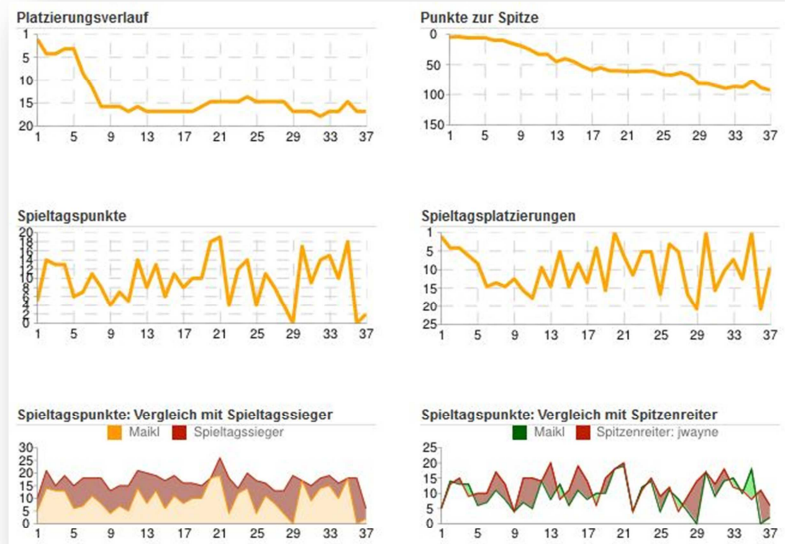 Platzierungsverlauf
1
5
10
15
20
1 5 9 13 17 21 25 29 33 37
Punkte zur Spitze
0
50
100
150
1 5 9 13 17 21 25 29 33 37
Spieltagspunkte
20
18
16
14
12
10
8
6
4
2
0
1 5 9 13 17 21 25 29 33 37
Spieltagsplatzierungen
1
5
10
15
20
25
1 5 9 13 17 21 25 29 33 37
Spieltagspunkte: Vergleich mit Spieltagssieger
Maikl Spieltagssieger
30
25
20
15
10
5
0
1 5 9 13 17 21 25 29 33 37
Spieltagspunkte: Vergleich mit Spitzenreiter
Maikl Spitzenreiter: jwayne
25
20
15
10
5
0
1 5 9 13 17 21 25 29 33 37